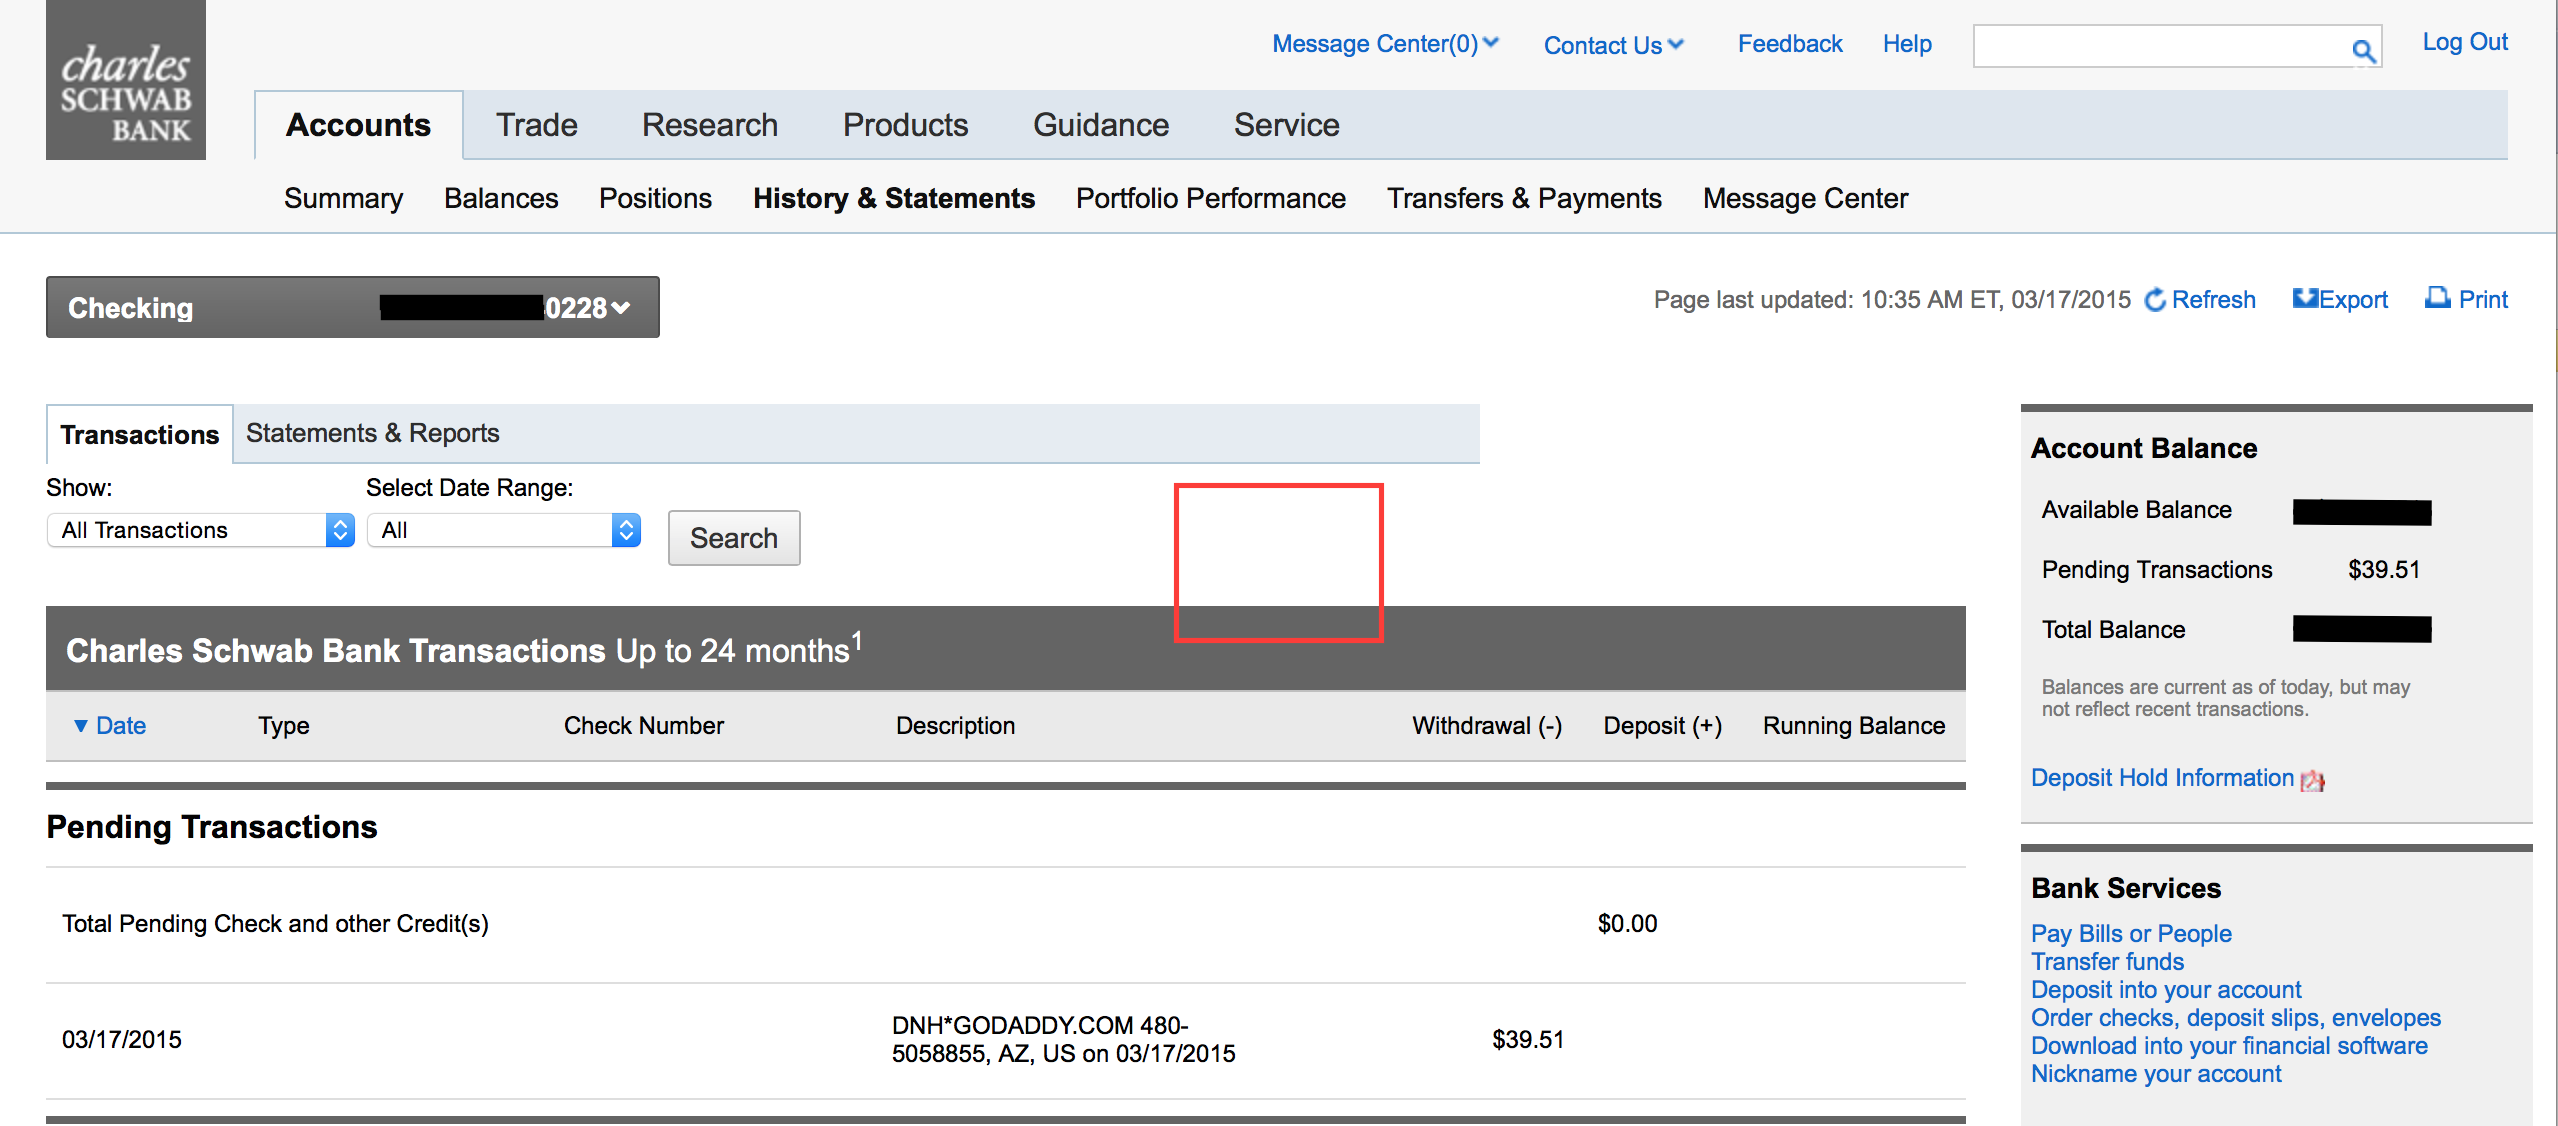 charles
SCHWAB
BANK
Message Center(0) Contact Us Feedback Help Log Out
Accounts Trade Research Products Guidance Service
Summary Balances Positions History & Statements Portfolio Performance Transfers & Payments Message Center
Checking 0228
Page last updated: 10:35 AM ET, 03/17/2015 Refresh Export Print
Transactions Statements & Reports
Show: Select Date Range:
All Transactions All Search
Charles Schwab Bank Transactions Up to 24 months1
Date Type Check Number Description Withdrawal (-) Deposit (+) Running Balance
Pending Transactions
Total Pending Check and other Credit(s) $0.00
03/17/2015 DNH*GODADDY.COM 480-
5058855, AZ, US on 03/17/2015 $39.51
Account Balance
Available Balance
Pending Transactions $39.51
Total Balance
Balances are current as of today, but may
not reflect recent transactions.
Deposit Hold Information
Bank Services
Pay Bills or People
Transfer funds
Deposit into your account
Order checks, deposit slips, envelopes
Download into your financial software
Nickname your account